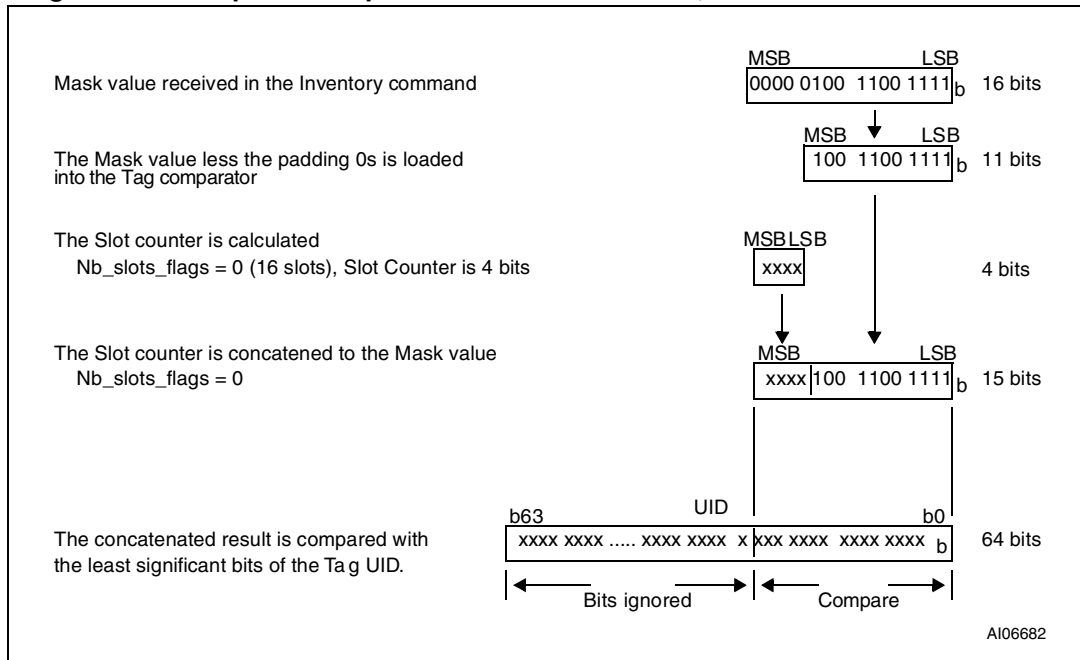 MSB LSB
Mask value received in the Inventory command 0000 0100 1100 1111 b 16 bits
MSB LSB
The Mask value less the padding 0s is loaded
into the Tag comparator
100 1100 1111 b 11 bits
The Slot counter is calculated
MSB LSB
Nb_slots_flags = 0 (16 slots), Slot Counter is 4 bits xxxx 4 bits
The Slot counter is concatened to the Mask value
MSB LSB
Nb_slots_flags = 0 xxxx 100 1100 1111 b 15 bits
UID
b63 b0
The concatenated result is compared with
the least significant bits of the Tag UID.
xxxx xxxx ..... xxxx xxxx x xxx xxxx xxxx xxxx b 64 bits
Bits ignored Compare
AI06682